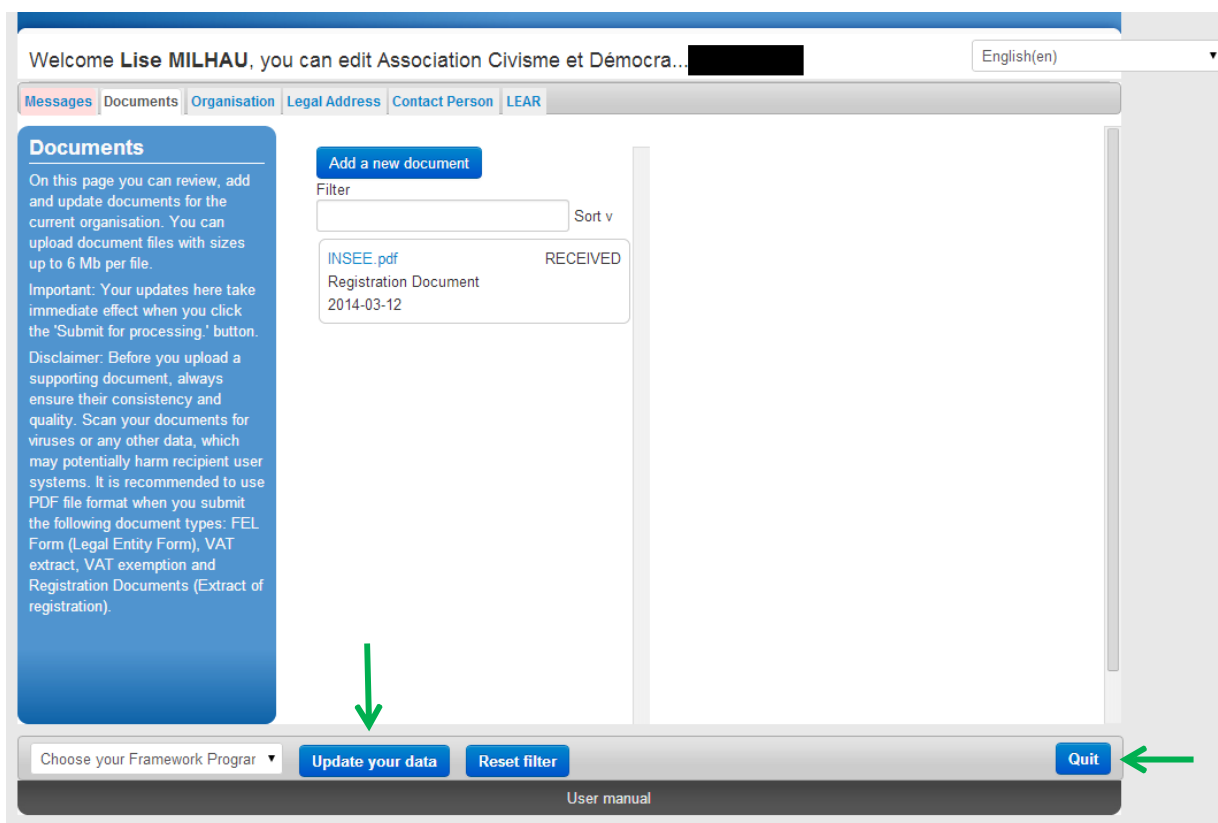 Welcome Lise MILHAU, you can edit Association Civisme et Démocra...
English(en)
Messages Documents Organisation Legal Address Contact Person LEAR
Documents
On this page you can review, add
and update documents for the
current organisation. You can
upload document files with sizes
up to 6 Mb per file.
Important: Your updates here take
immediate effect when you click
the 'Submit for processing.' button.
Disclaimer: Before you upload a
supporting document, always
ensure their consistency and
quality. Scan your documents for
viruses or any other data, which
may potentially harm recipient user
systems. It is recommended to use
PDF file format when you submit
the following document types: FEL
Form (Legal Entity Form), VAT
extract, VAT exemption and
Registration Documents (Extract of
registration).
Add a new document
Filter
Sort v
INSEE.pdf RECEIVED
Registration Document
2014-03-12
Choose your Framework Prograr
Update your data
Reset filter
Quit
User manual